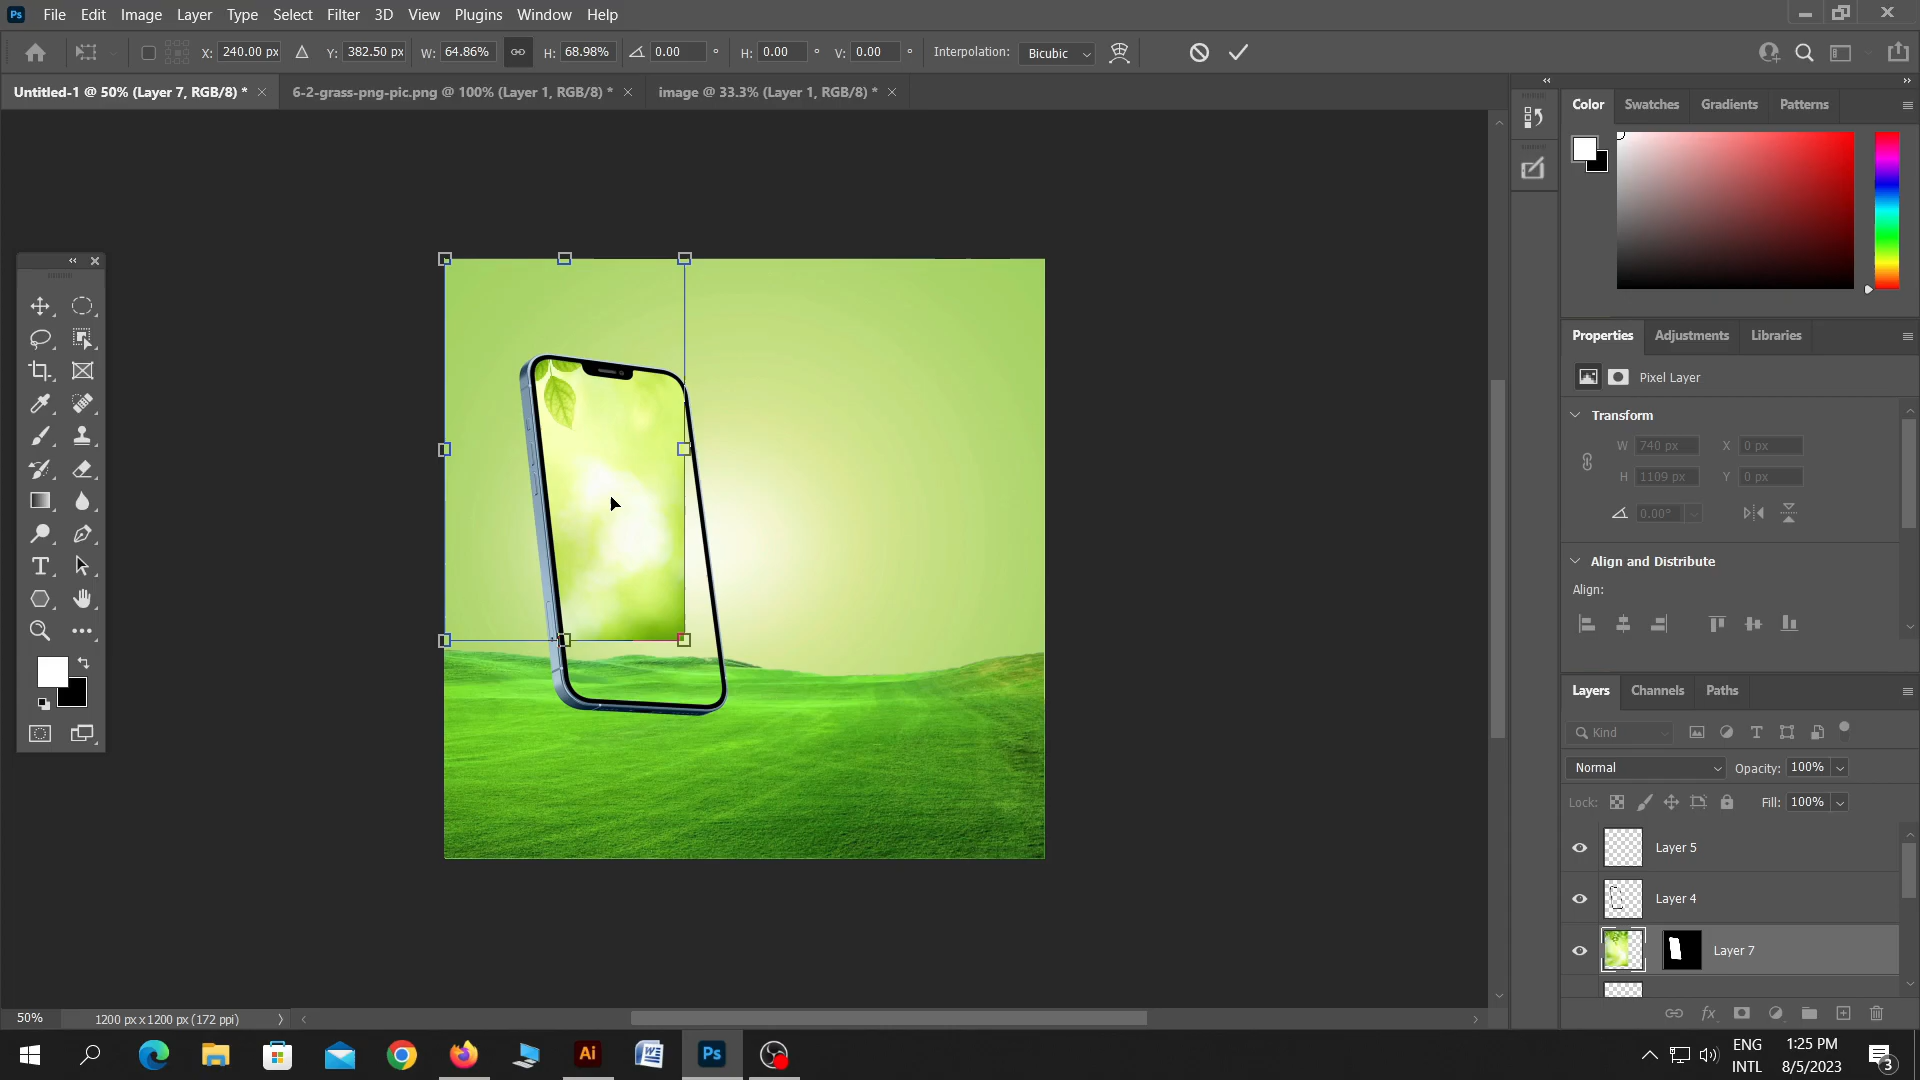 Ps File Edit Image Layer Type Select Filter 3D View Plugins Window Help
X: 240.00 px Y: 382.50 px W: 64.86% H: 68.98% 0.00 ° H: 0.00 ° V: 0.00 ° Interpolation: Bicubic
Untitled-1 @ 50% (Layer 7, RGB/8) * 6-2-grass-png-pic.png @ 100% (Layer 1, RGB/8) * image @ 33.3% (Layer 1, RGB/8) *
Color Swatches Gradients Patterns
Properties Adjustments Libraries
Pixel Layer
Transform
W 740 px X 0 px
H 1109 px Y 0 px
0.00°
Align and Distribute
Align:
Layers Channels Paths
Kind
Normal Opacity: 100%
Lock: Fill: 100%
Layer 5
Layer 4
Layer 7
50% 1200 px x 1200 px (172 ppi)
Ai W Ps
ENG 1:25 PM
INTL 8/5/2023 3